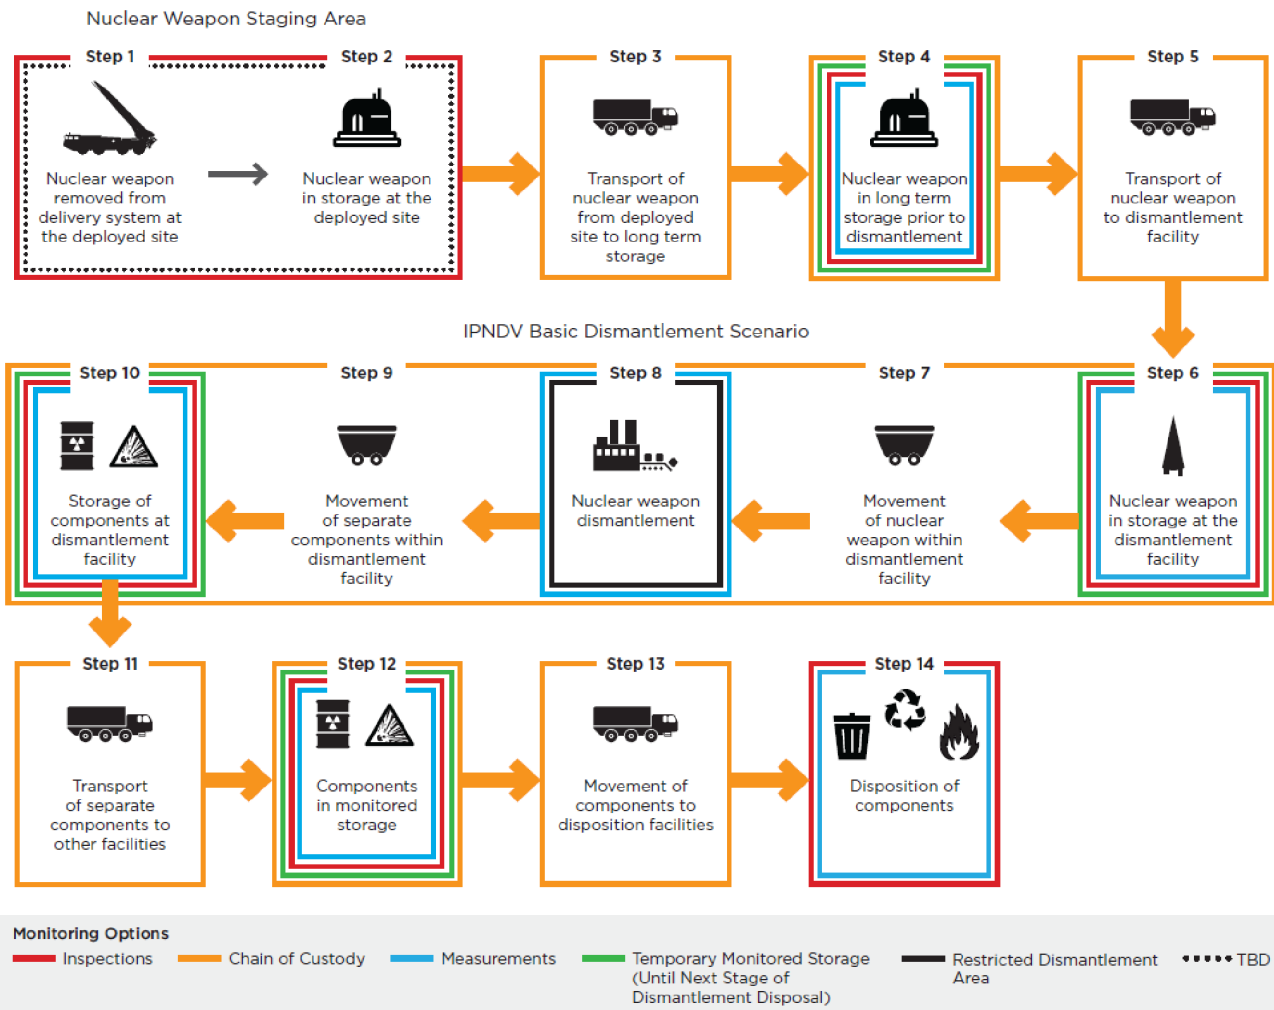 Nuclear Weapon Staging Area
Step 1
Nuclear weapon
removed from
delivery system at
the deployed site
Step 2
Nuclear weapon
in storage at the
deployed site
Step 3
Transport of
nuclear weapon
from deployed
site to long term
storage
Step 4
Nuclear weapon
in long term
storage prior to
dismantlement
Step 5
Transport of
nuclear weapon
to dismantlement
facility
IPNDV Basic Dismantlement Scenario
Step 10
Storage of
components at
dismantlement
facility
Step 9
Movement
of separate
components within
dismantlement
facility
Step 8
Nuclear weapon
dismantlement
Step 7
Movement
of nuclear
weapon within
dismantlement
facility
Step 6
Nuclear weapon
in storage at the
dismantlement
facility
Step 11
Transport
of separate
components to
other facilities
Step 12
Components
in monitored
storage
Step 13
Movement of
components to
disposition facilities
Step 14
Disposition of
components
Monitoring Options
Inspections
Chain of Custody
Measurements
Temporary Monitored Storage
(Until Next Stage of
Dismantlement Disposal)
Restricted Dismantlement
Area
TBD